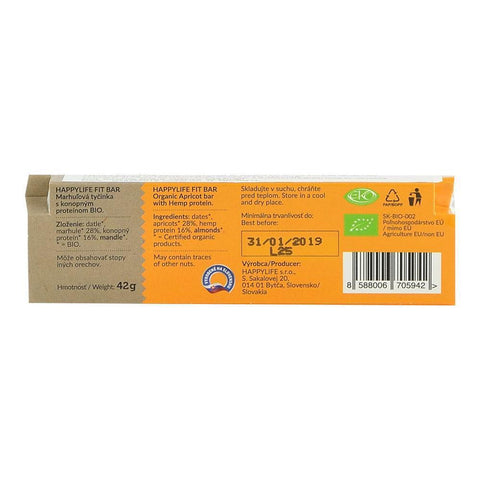 HAPPYLIFE FIT BAR
Marhuľová tyčinka
s konopným
proteínom BIO.
Zloženie: datle*,
marhule* 28%, konopný
proteín* 16%, mandle*.
* = BIO.
Môže obsahovať stopy
iných orechov.
Hmotnosť / Weight: 42g
HAPPYLIFE FIT BAR
Organic Apricot bar
with Hemp protein.
Ingredients: dates*,
apricots* 28%, hemp
protein* 16%, almonds*.
* = Certified organic
products.
May contain traces
of other nuts.
VYROBENÉ NA SLOVENSKU
Skladujte v suchu, chráňte
pred teplom. Store in a cool
and dry place.
Minimálna trvanlivosť do:
Best before:
31/01/2019
L25
Výrobca/Producer:
HAPPYLIFE s.r.o.,
S. Sakalovej 20,
014 01 Bytča, Slovensko/
Slovakia
PAP/BOPP
SK-BIO-002
Poľnohospodárstvo EÚ
/ mimo EÚ
Agriculture EU/non EU
8 588006 705942 >